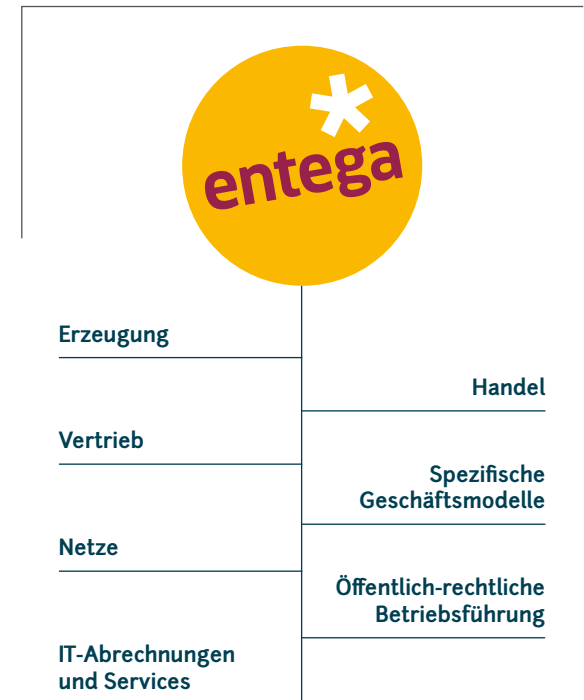 entega
Erzeugung
Handel
Vertrieb
Spezifische
Geschäftsmodelle
Netze
Öffentlich-rechtliche
Betriebsführung
IT-Abrechnungen
und Services